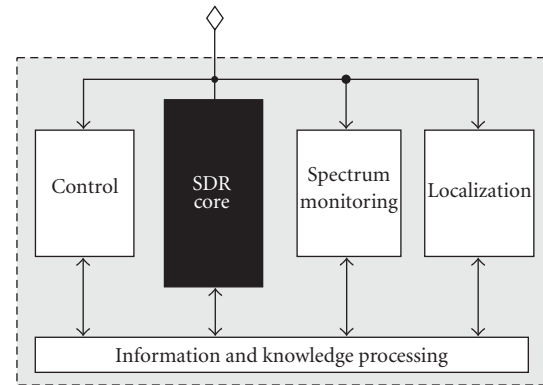 Control
SDR
core
Spectrum
monitoring
Localization
Information and knowledge processing